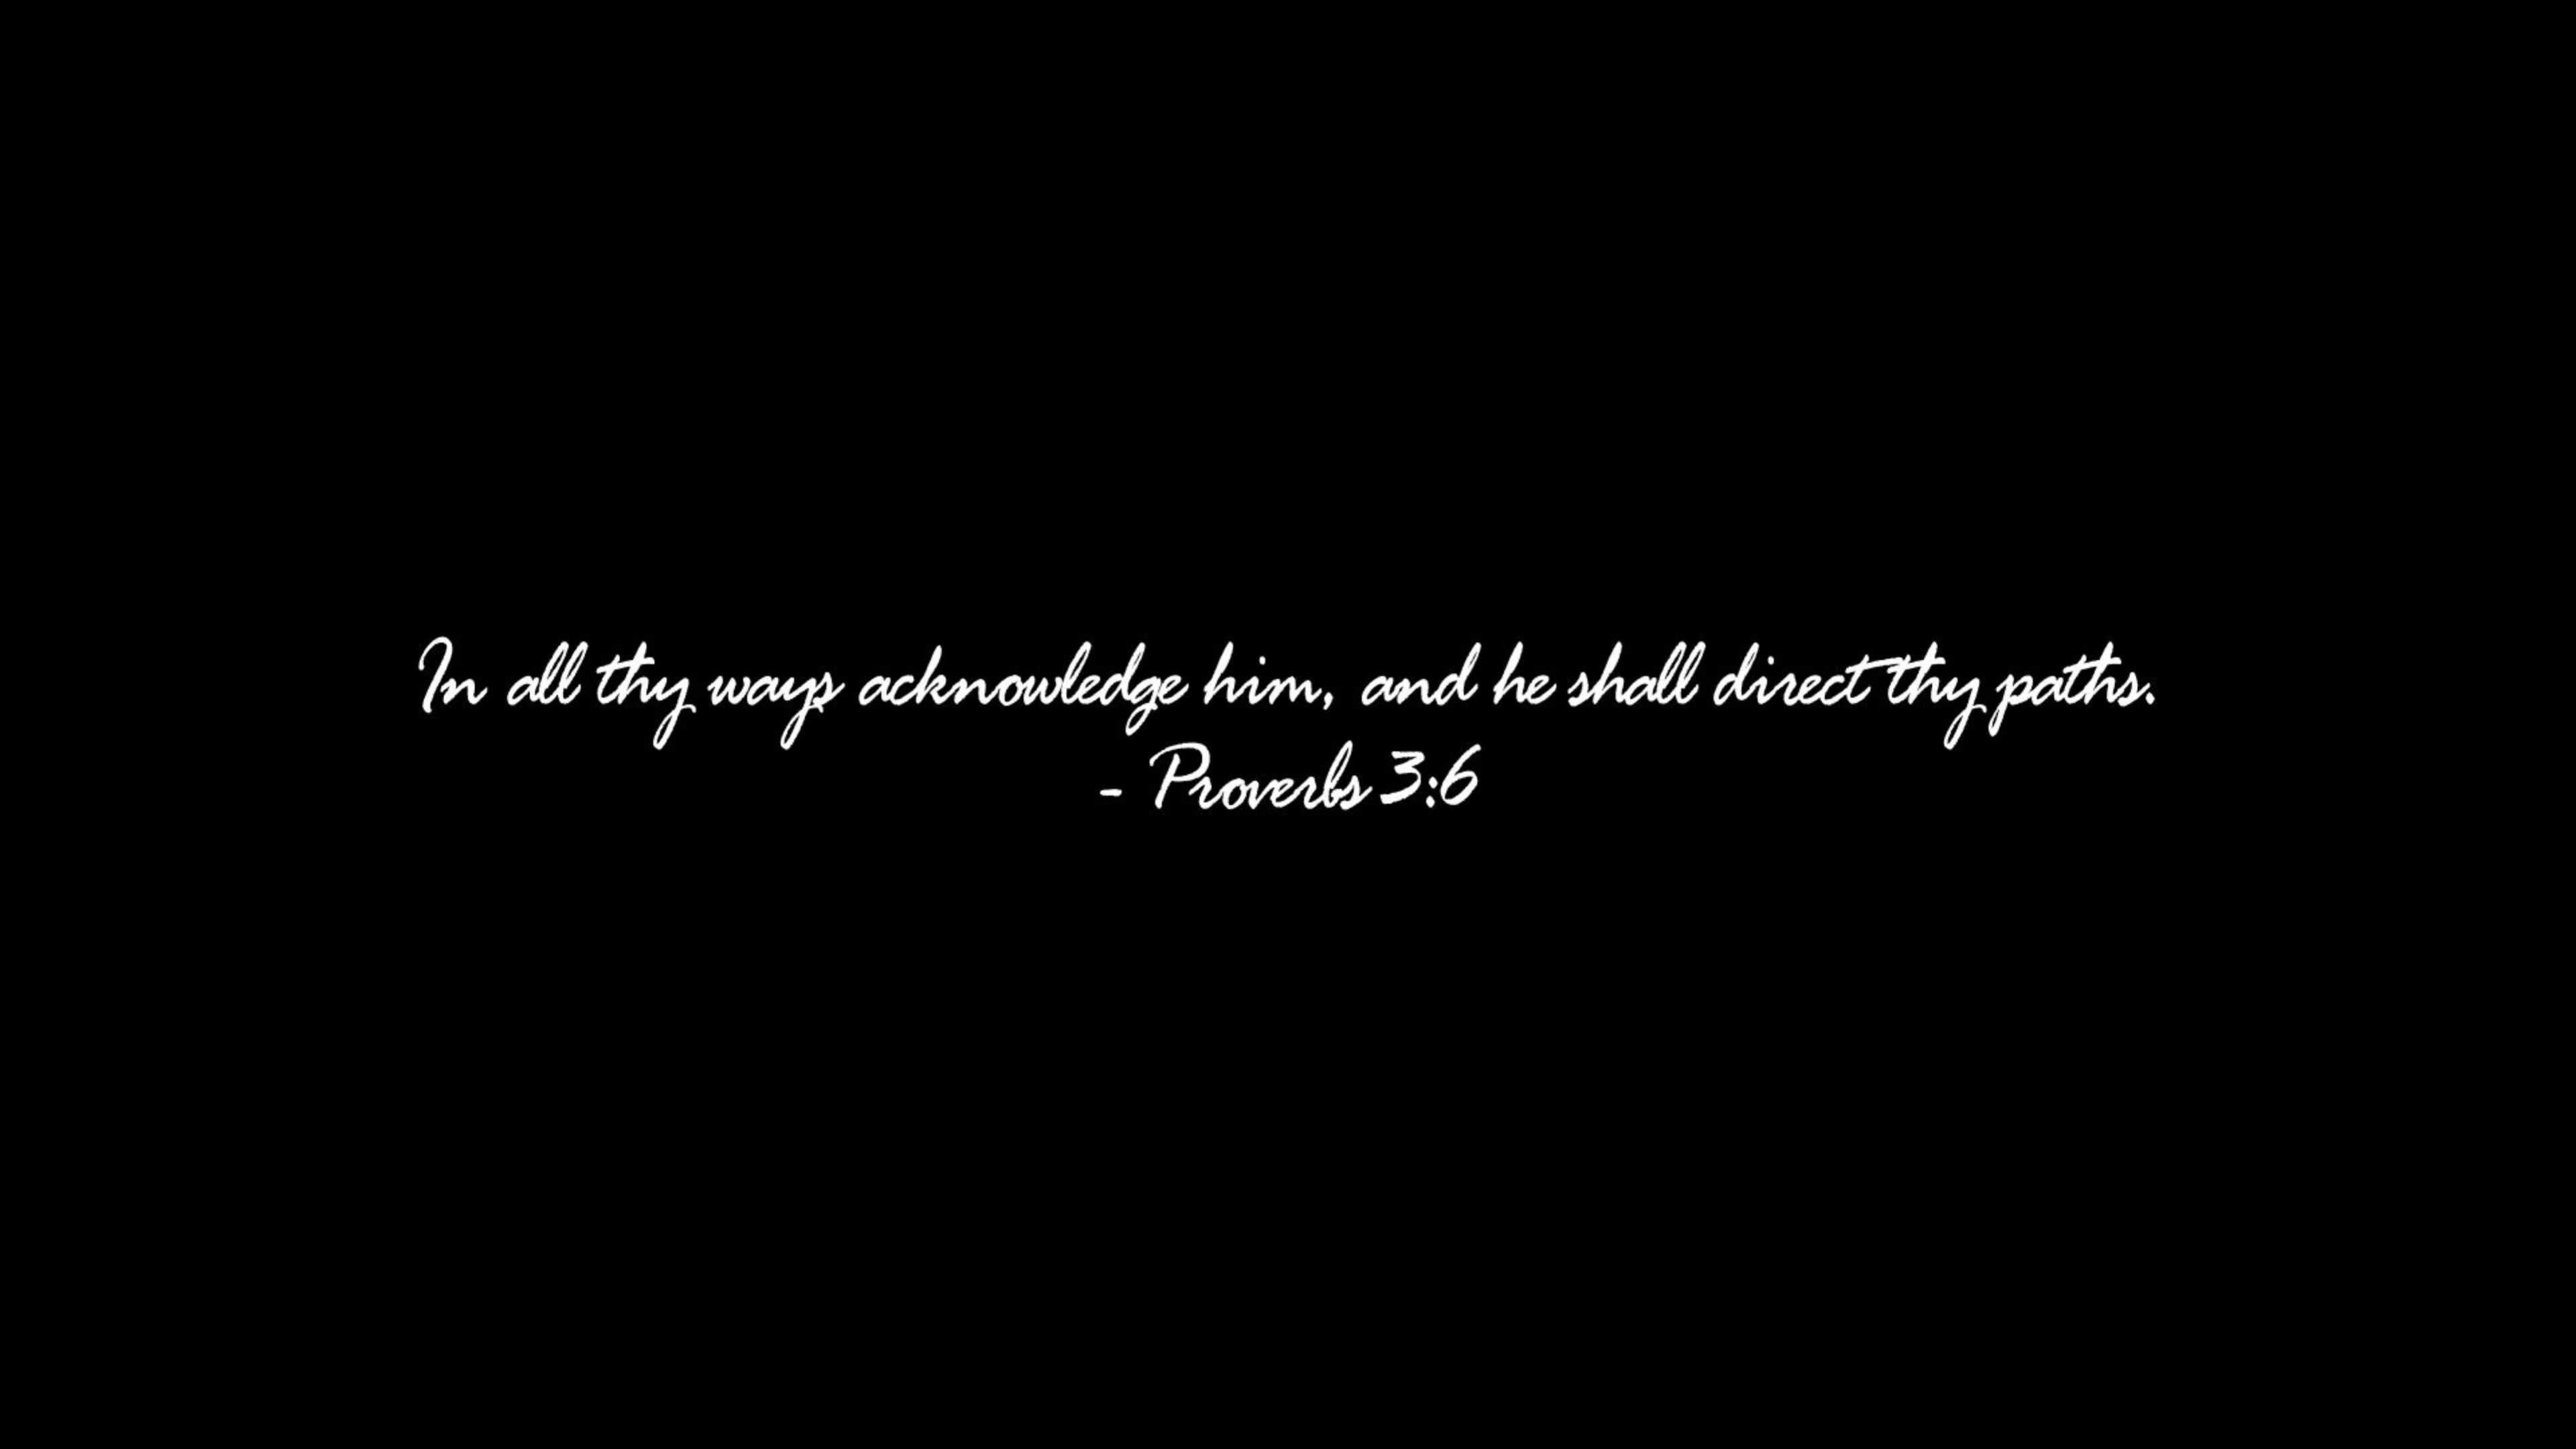 In all thy ways acknowledge him, and he shall direct thy paths.
- Proverbs 3:6